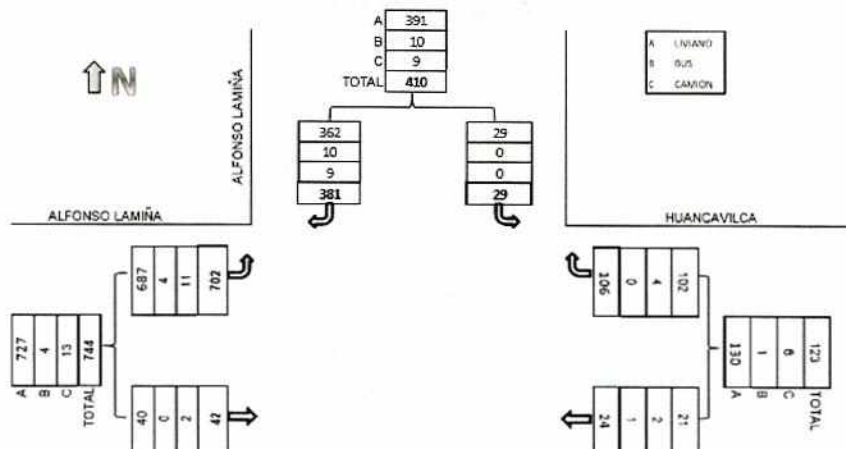 A 391
B 10
C 9
TOTAL 410
N
ALFONSO LAMIÑA
A LIVIANO
B BUS
C CAMION
362
10
9
381
29
0
0
29
ALFONSO LAMIÑA
HUANCAVILCA
687 4 11 702
106 0 4 102
727 4 13 744
A B C TOTAL
130 1 6 123
A B C TOTAL
40 0 2 42
24 1 2 21